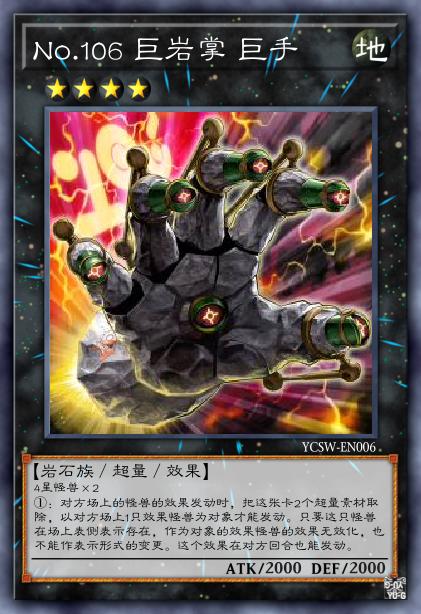 No.106 巨岩掌 巨手
地
YCSW-EN006
【岩石族 / 超量 / 效果】
4星怪兽×2
①：对方场上的怪兽的效果发动时，把这张卡2个超量素材取
除，以对方场上1只效果怪兽为对象才能发动。只要这只怪兽
在场上表侧表示存在，作为对象的效果怪兽的效果无效化，也
不能作表示形式的变更。这个效果在对方回合也能发动。
ATK/2000 DEF/2000